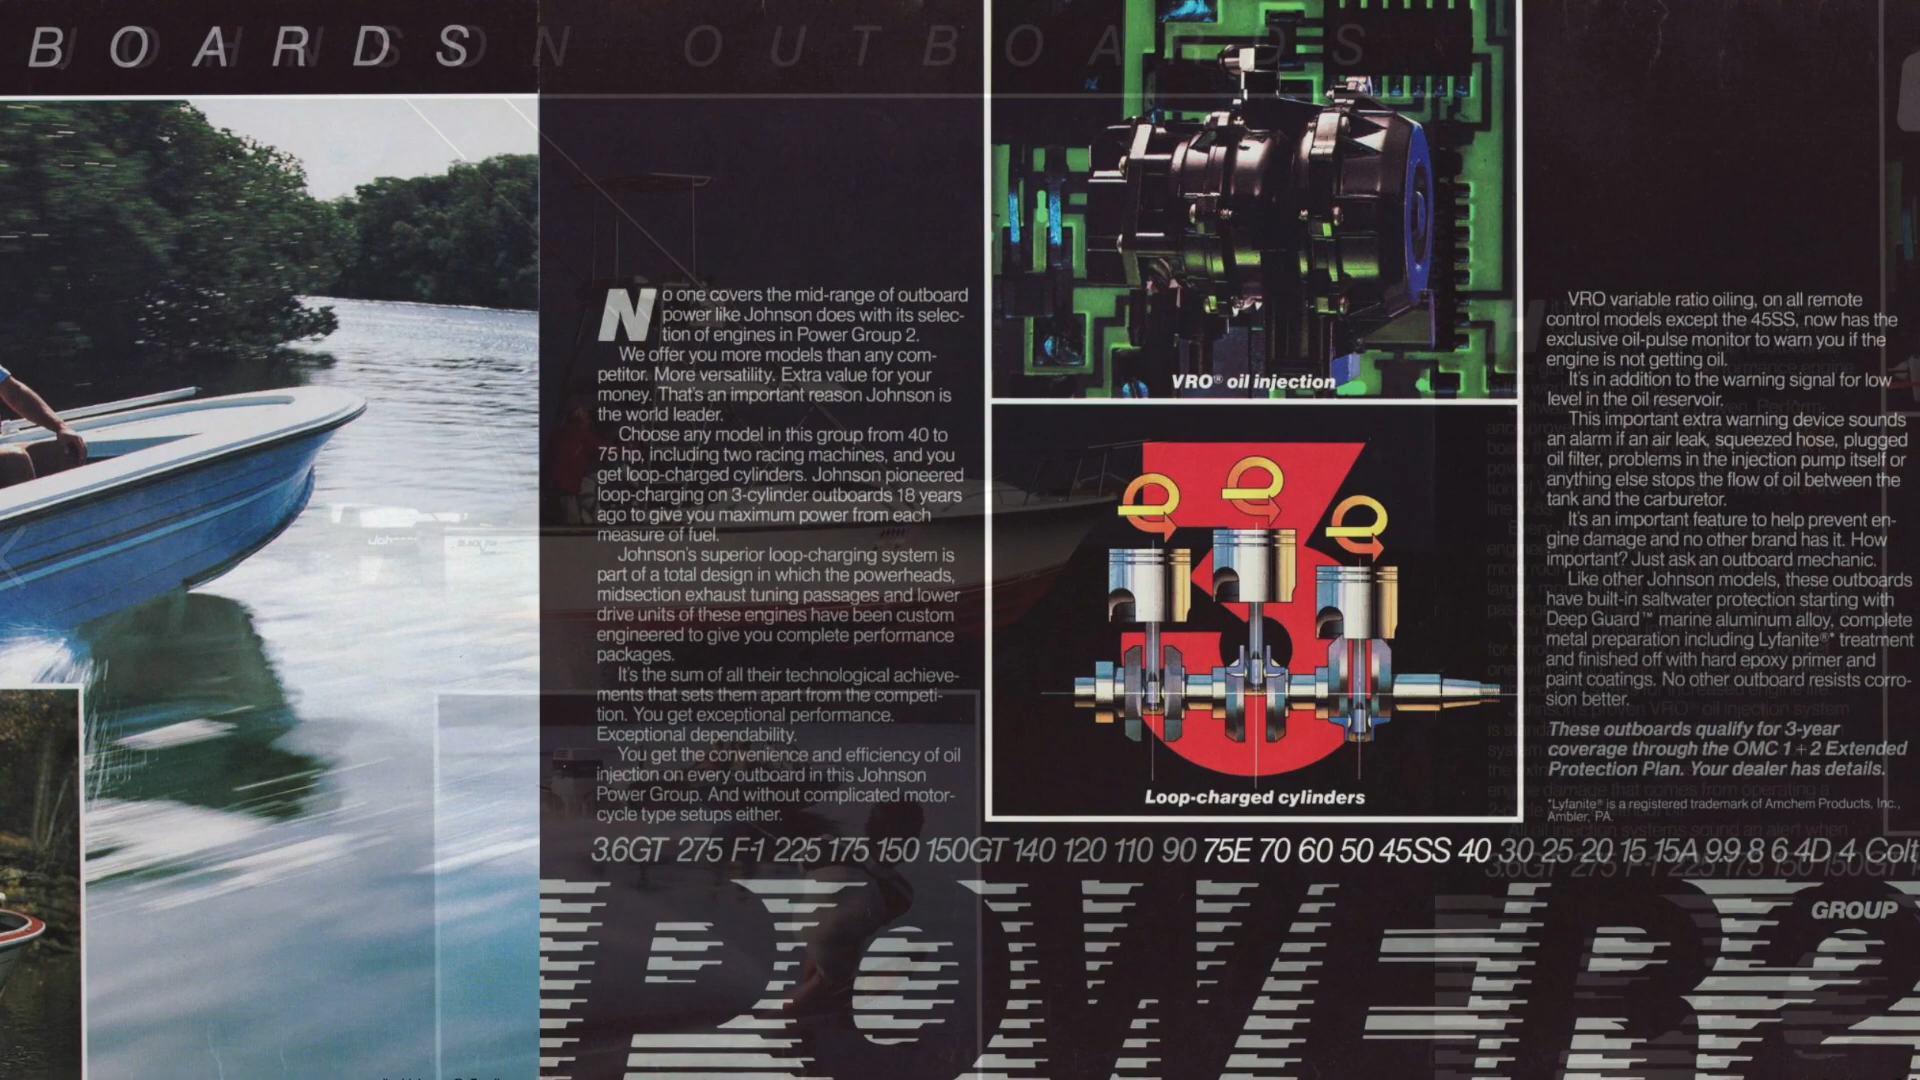 B O A R D S
N OUTBOARDS
No one covers the mid-range of outboard
power like Johnson does with its selec-
tion of engines in Power Group 2.
We offer you more models than any com-
petitor. More versatility. Extra value for your
money. That's an important reason Johnson is
the world leader.
Choose any model in this group from 40 to
75 hp, including two racing machines, and you
get loop-charged cylinders. Johnson pioneered
loop-charging on 3-cylinder outboards 18 years
ago to give you maximum power from each
measure of fuel.
Johnson's superior loop-charging system is
part of a total design in which the powerheads,
midsection exhaust tuning passages and lower
drive units of these engines have been custom
engineered to give you complete performance
packages.
It's the sum of all their technological achieve-
ments that sets them apart from the competi-
tion. You get exceptional performance.
Exceptional dependability.
You get the convenience and efficiency of oil
injection on every outboard in this Johnson
Power Group. And without complicated motor-
cycle type setups either.
VRO® oil injection
3
Loop-charged cylinders
VRO variable ratio oiling, on all remote
control models except the 45SS, now has the
exclusive oil-pulse monitor to warn you if the
engine is not getting oil.
It's in addition to the warning signal for low
level in the oil reservoir.
This important extra warning device sounds
an alarm if an air leak, squeezed hose, plugged
oil filter, problems in the injection pump itself or
anything else stops the flow of oil between the
tank and the carburetor.
It's an important feature to help prevent en-
gine damage and no other brand has it. How
important? Just ask an outboard mechanic.
Like other Johnson models, these outboards
have built-in saltwater protection starting with
Deep Guard™ marine aluminum alloy, complete
metal preparation including Lyfanite®* treatment
and finished off with hard epoxy primer and
paint coatings. No other outboard resists corro-
sion better.
These outboards qualify for 3-year
coverage through the OMC 1+2 Extended
Protection Plan. Your dealer has details.
*Lyfanite® is a registered trademark of Amchem Products, Inc.,
Ambler, PA.
3.6GT 275 F-1 225 175 150 150GT 140 120 110 90 75E 70 60 50 45SS 40 30 25 20 15 15A 9.9 8 6 4D 4 Colt
3.6GT 275 F-1 225 175 150 150GT
POWER
GROUP